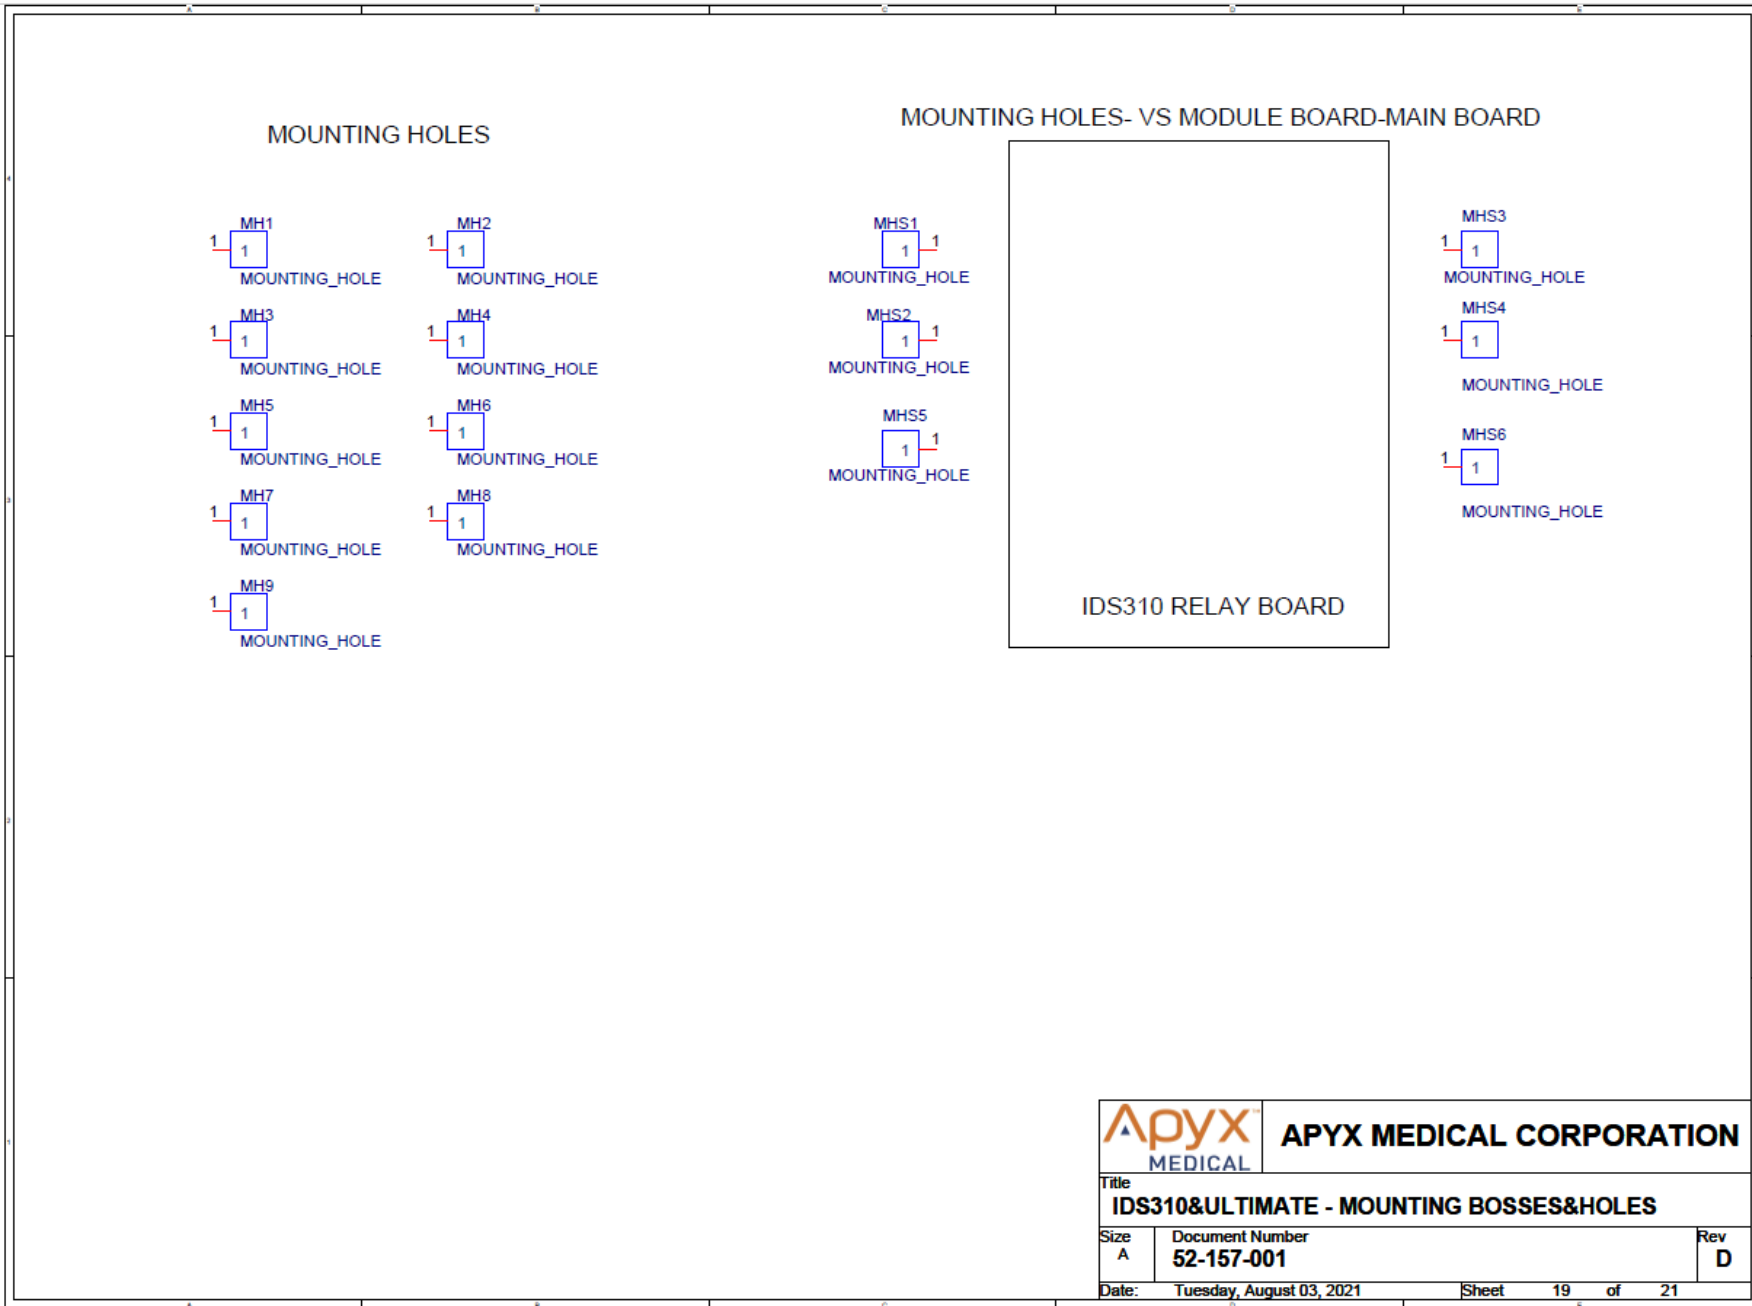 MOUNTING HOLES
MH1
1
1
MOUNTING_HOLE
MH2
1
1
MOUNTING_HOLE
MH3
1
1
MOUNTING_HOLE
MH4
1
1
MOUNTING_HOLE
MH5
1
1
MOUNTING_HOLE
MH6
1
1
MOUNTING_HOLE
MH7
1
1
MOUNTING_HOLE
MH8
1
1
MOUNTING_HOLE
MH9
1
1
MOUNTING_HOLE
MOUNTING HOLES- VS MODULE BOARD-MAIN BOARD
MHS1
1
1
MOUNTING_HOLE
MHS2
1
1
MOUNTING_HOLE
MHS5
1
1
MOUNTING_HOLE
IDS310 RELAY BOARD
MHS3
1
1
MOUNTING_HOLE
MHS4
1
1
MOUNTING_HOLE
MHS6
1
1
MOUNTING_HOLE
Apyx
MEDICAL
APYX MEDICAL CORPORATION
Title
IDS310&ULTIMATE - MOUNTING BOSSES&HOLES
Size
A
Document Number
52-157-001
Rev
D
Date: Tuesday, August 03, 2021
Sheet 19 of 21